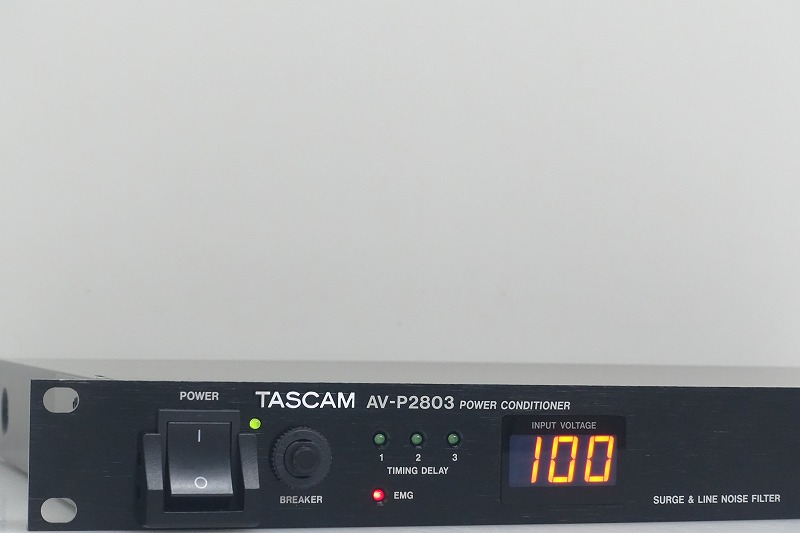 POWER
I
O
TASCAM AV-P2803 POWER CONDITIONER
BREAKER
1 2 3
TIMING DELAY
EMG
INPUT VOLTAGE
100
SURGE & LINE NOISE FILTER